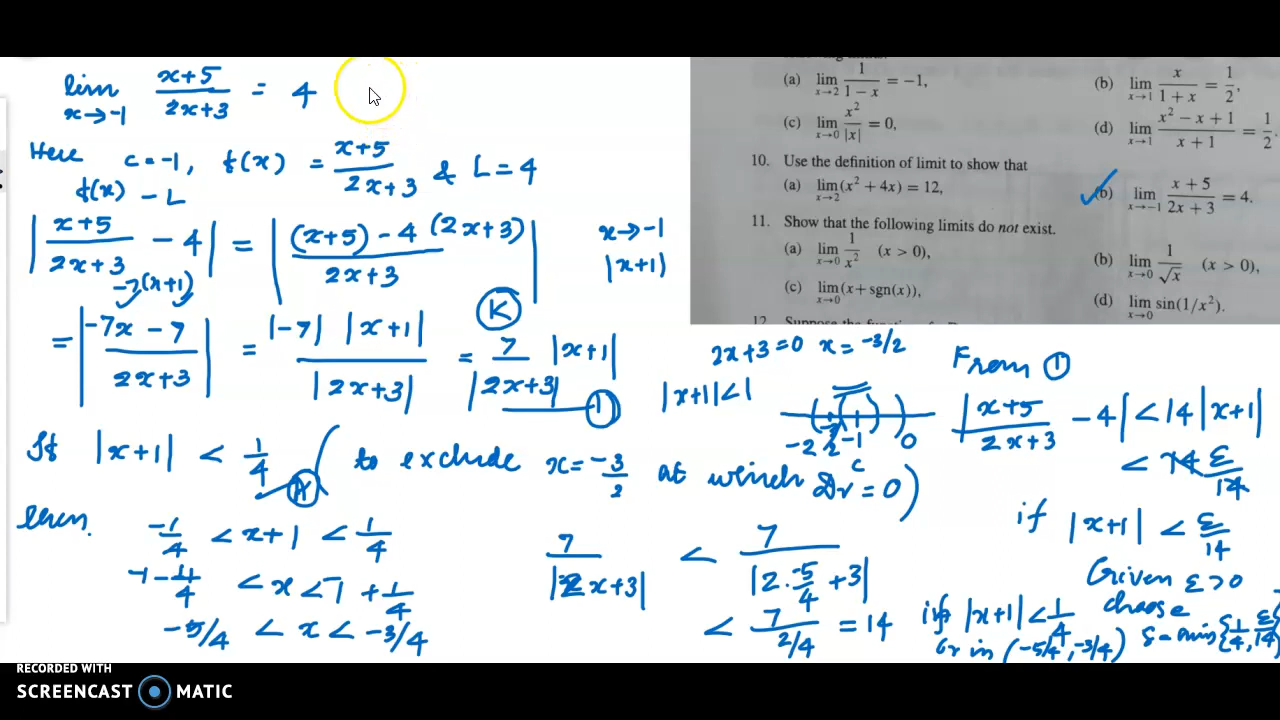 lim x→-1 x+5/2x+3 = 4
Here c=-1, f(x) = x+5/2x+3 & L=4
f(x) - L
|x+5/2x+3 - 4| = |(x+5) - 4(2x+3)/2x+3|
x→-1
|x+1)
-7(x+1)
= |-7x-7/2x+3| = |-7| |x+1|/|2x+3| = 7/|2x+3| |x+1|
K
①
If |x+1| < 1/4 (to exclude x = -3/2 at which Dr = 0)
A
c
then. -1/4 < x+1 < 1/4
-1-1/4 < x < -1+1/4
-5/4 < x < -3/4
2x+3=0 x=-3/2
|x+1|<1
-2 -3/2 -1 0
7/|2x+3| < 7/|2·-5/4+3|
< 7/2/4 = 14 if |x+1|<1/4
or in (-5/4, -3/4)
From ①
|x+5/2x+3 - 4| < 14|x+1|
< 14 ε/14
if |x+1| < ε/14
Given ε>0
choose
δ=min{1/4, ε/14}
(a) lim x→2 1/1 − x = −1,
(b) lim x→1 x/1 + x = 1/2,
(c) lim x→0 x²/|x| = 0,
(d) lim x→1 x² − x + 1/x + 1 = 1/2.
10. Use the definition of limit to show that
(a) lim x→2 (x² + 4x) = 12,
(b) lim x→−1 x + 5/2x + 3 = 4.
11. Show that the following limits do not exist.
(a) lim x→0 1/x² (x > 0),
(b) lim x→0 1/√x (x > 0),
(c) lim x→0 (x + sgn(x)),
(d) lim x→0 sin(1/x²).
12. Suppose the
RECORDED WITH
SCREENCAST MATIC